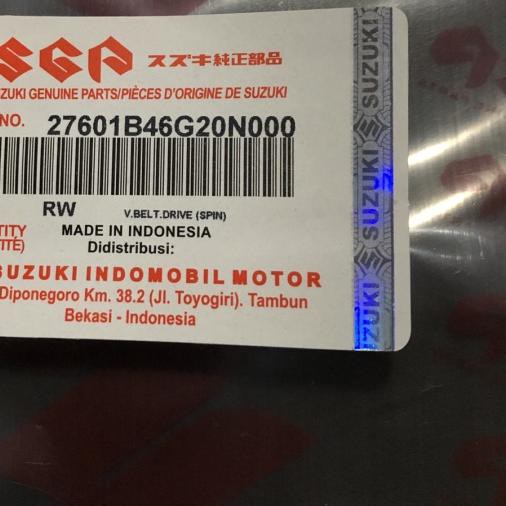 SGP スズキ純正部品
ZUKI GENUINE PARTS/PIÈCES D'ORIGINE DE SUZUKI
NO. 27601B46G20N000
RW V.BELT.DRIVE (SPIN)
TITY MADE IN INDONESIA
TITÉ) Didistribusi:
SUZUKI INDOMOBIL MOTOR
Diponegoro Km. 38.2 (Jl. Toyogiri). Tambun
Bekasi - Indonesia
SUZUKI
SUZUKI
SUZUKI
ZUKI